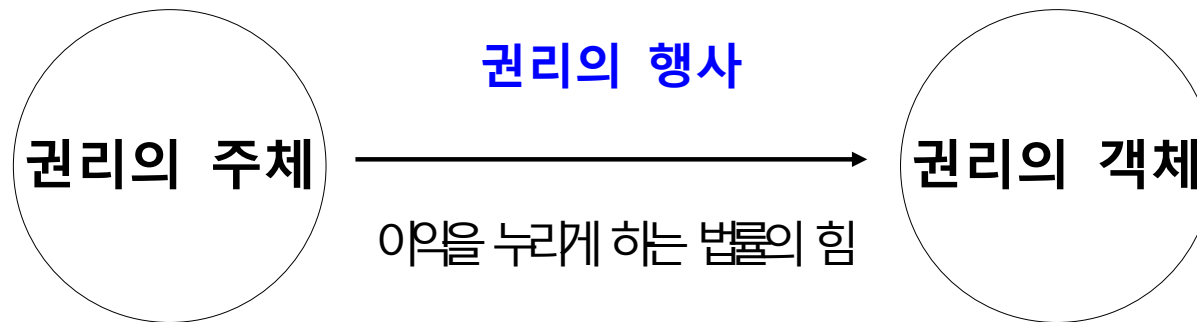 권리의 행사
권리의 주체
권리의 객체
이익을 누리게 하는 법률의 힘